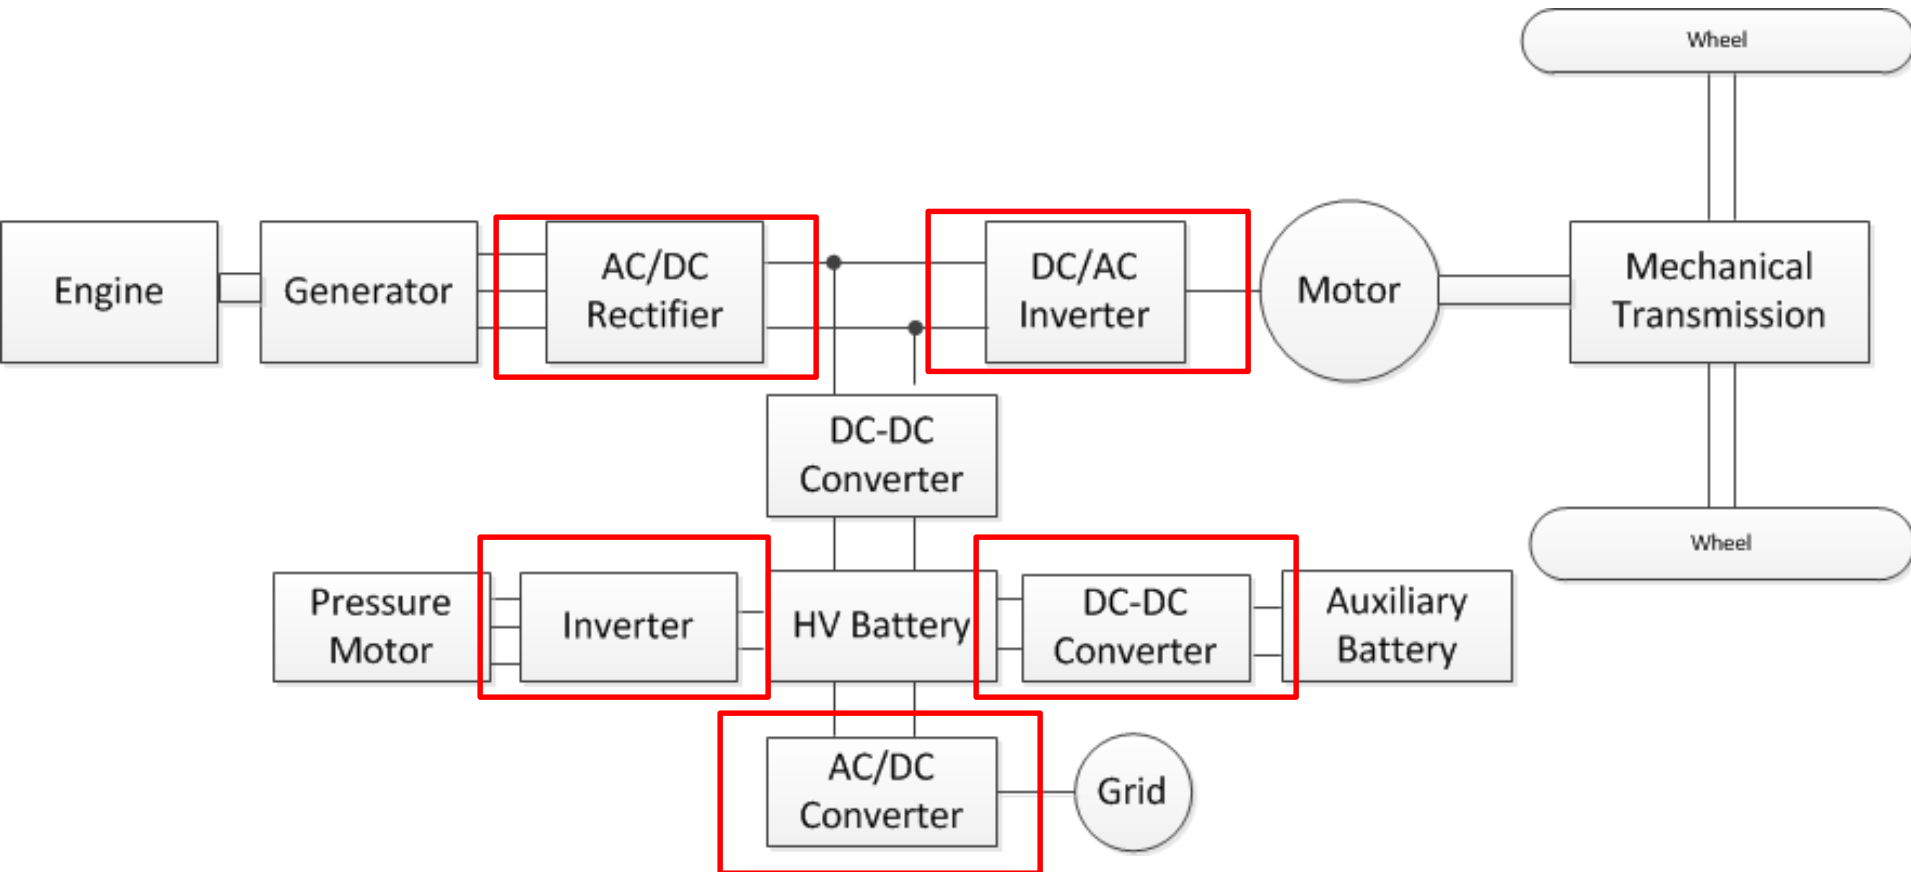 Wheel
Engine
Generator
AC/DC
Rectifier
DC/AC
Inverter
Motor
Mechanical
Transmission
DC-DC
Converter
Wheel
Pressure
Motor
Inverter
HV Battery
DC-DC
Converter
Auxiliary
Battery
AC/DC
Converter
Grid